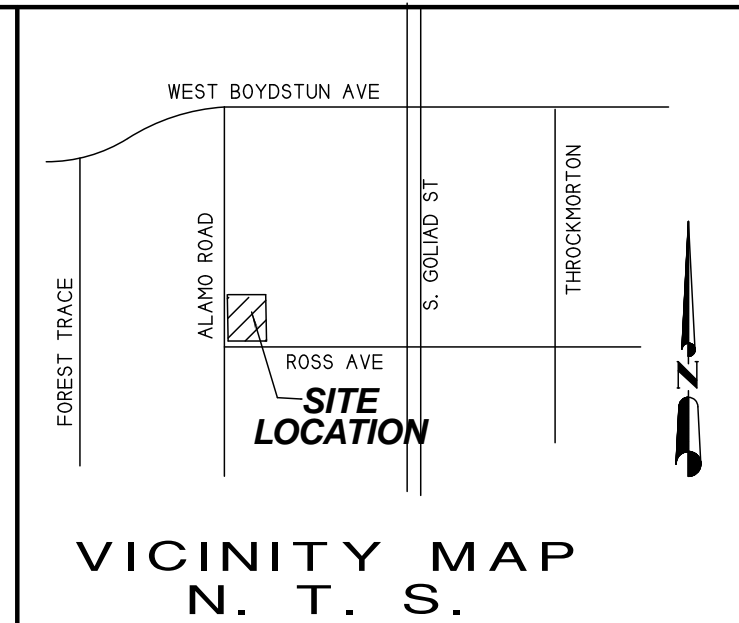 WEST BOYDSTUN AVE
FOREST TRACE
ALAMO ROAD
S. GOLIAD ST
THROCKMORTON
ROSS AVE
SITE
LOCATION
N
VICINITY MAP
N. T. S.